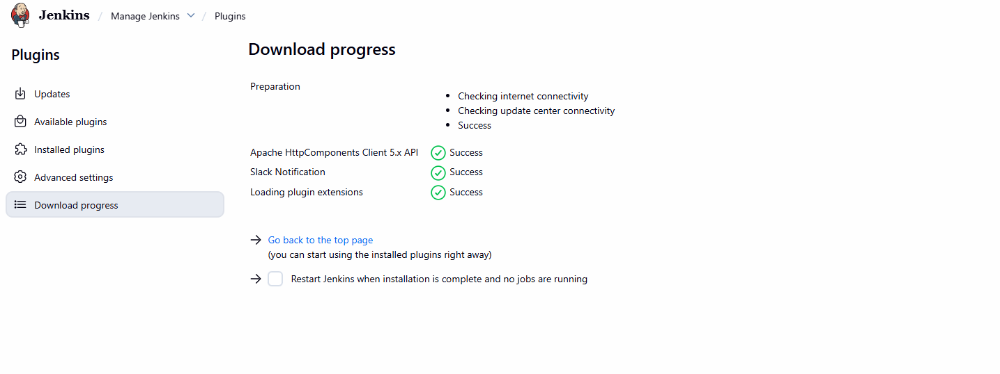 Jenkins / Manage Jenkins / Plugins
Plugins
Updates
Available plugins
Installed plugins
Advanced settings
Download progress
Download progress
Preparation
Checking internet connectivity
Checking update center connectivity
Success
Apache HttpComponents Client 5.x API Success
Slack Notification Success
Loading plugin extensions Success
Go back to the top page
(you can start using the installed plugins right away)
Restart Jenkins when installation is complete and no jobs are running